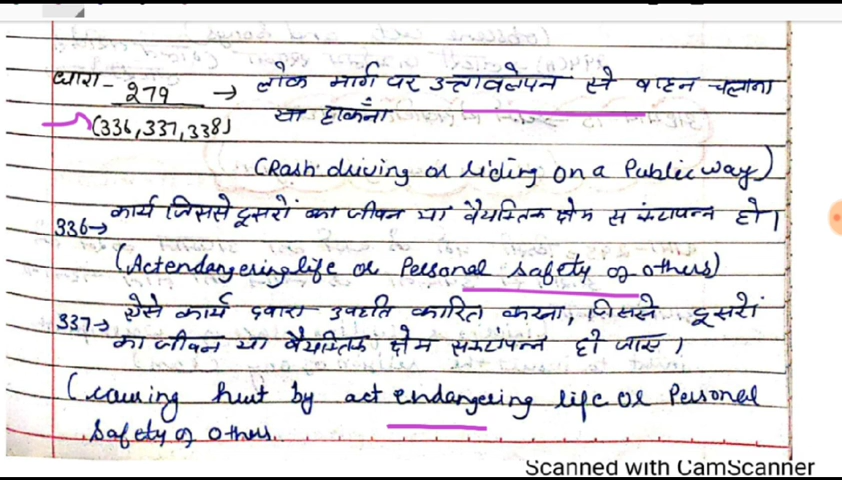 धारा- 279 → लोक मार्ग पर उतावलेपन से वाहन चलाना
(336,337,338) या हाकँना
(Rash driving or riding on a Public way)
336→ कार्य जिससे दूसरों का जीवन या वैयक्तिक क्षेम संकटापन्न हो।
(Act endangering life or Personal safety of others)
337→ ऐसे कार्य द्वारा उपहति कारित करना, जिससे दूसरों
का जीवन या वैयक्तिक क्षेम संकटापन्न हो जाए।
(causing hurt by act endangering life or Personal
safety of others.
Scanned with CamScanner